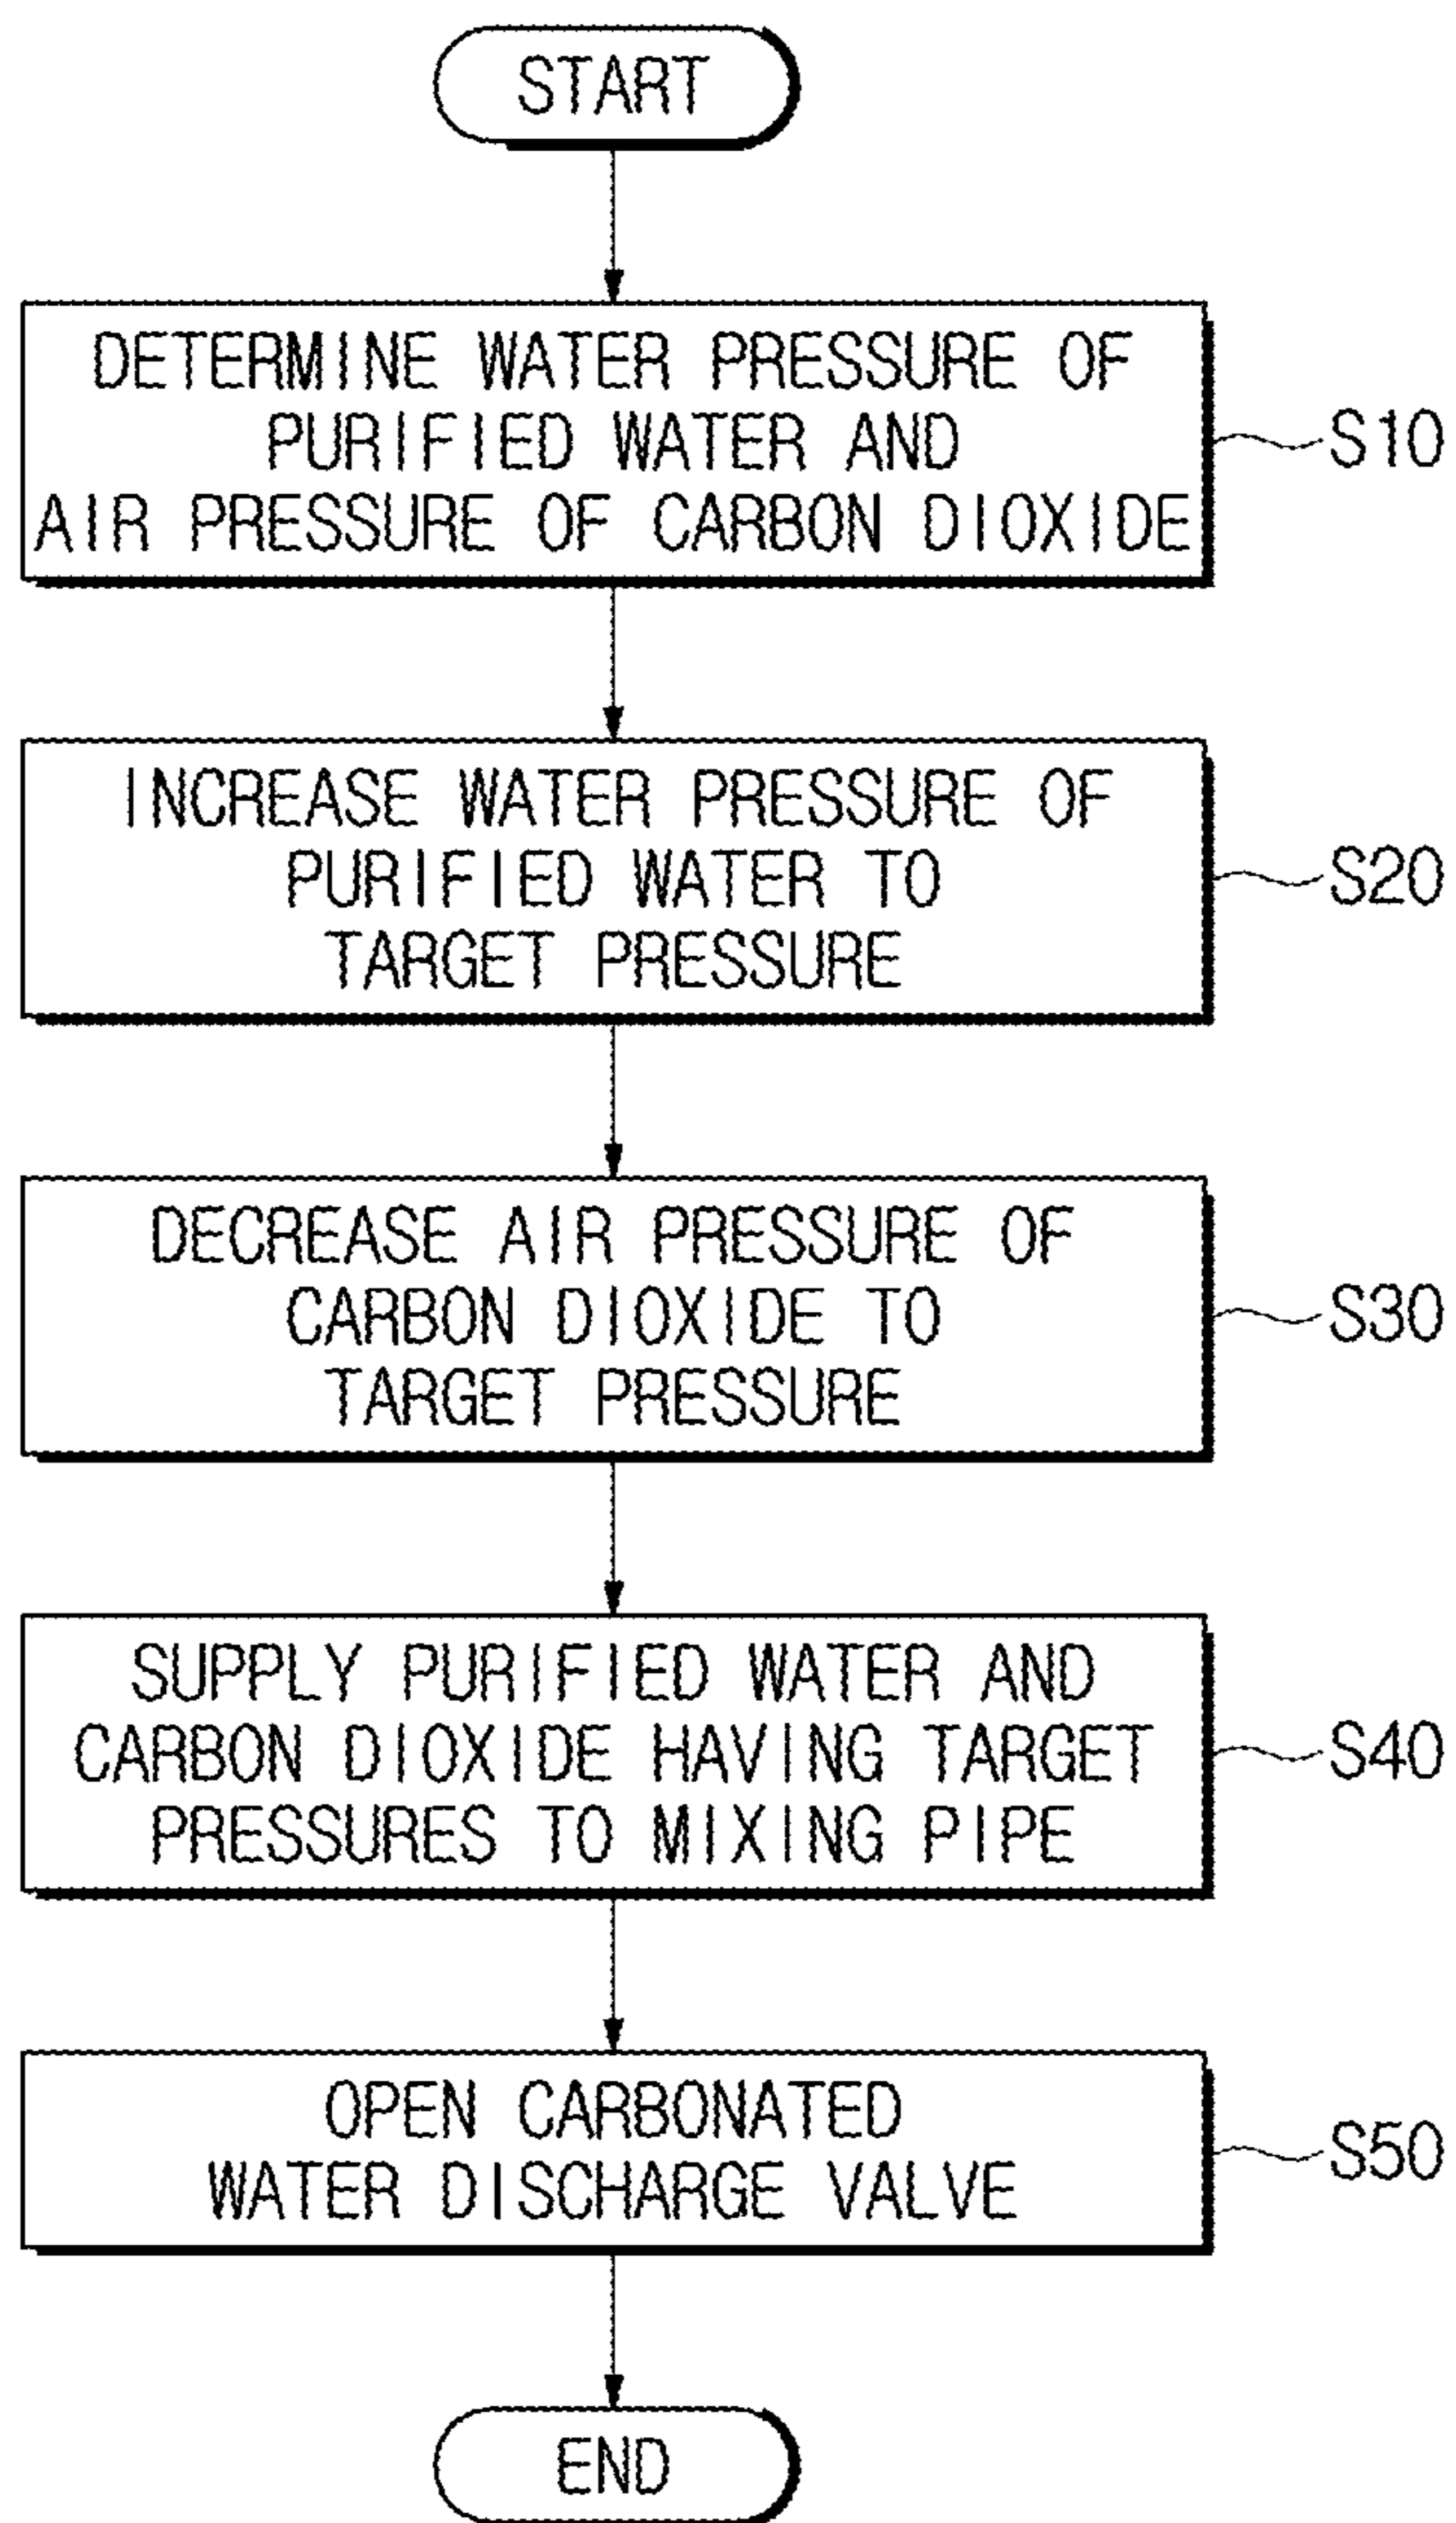 START
DETERMINE WATER PRESSURE OF
PURIFIED WATER AND
AIR PRESSURE OF CARBON DIOXIDE
S10
INCREASE WATER PRESSURE OF
PURIFIED WATER TO
TARGET PRESSURE
S20
DECREASE AIR PRESSURE OF
CARBON DIOXIDE TO
TARGET PRESSURE
S30
SUPPLY PURIFIED WATER AND
CARBON DIOXIDE HAVING TARGET
PRESSURES TO MIXING PIPE
S40
OPEN CARBONATED
WATER DISCHARGE VALVE
S50
END